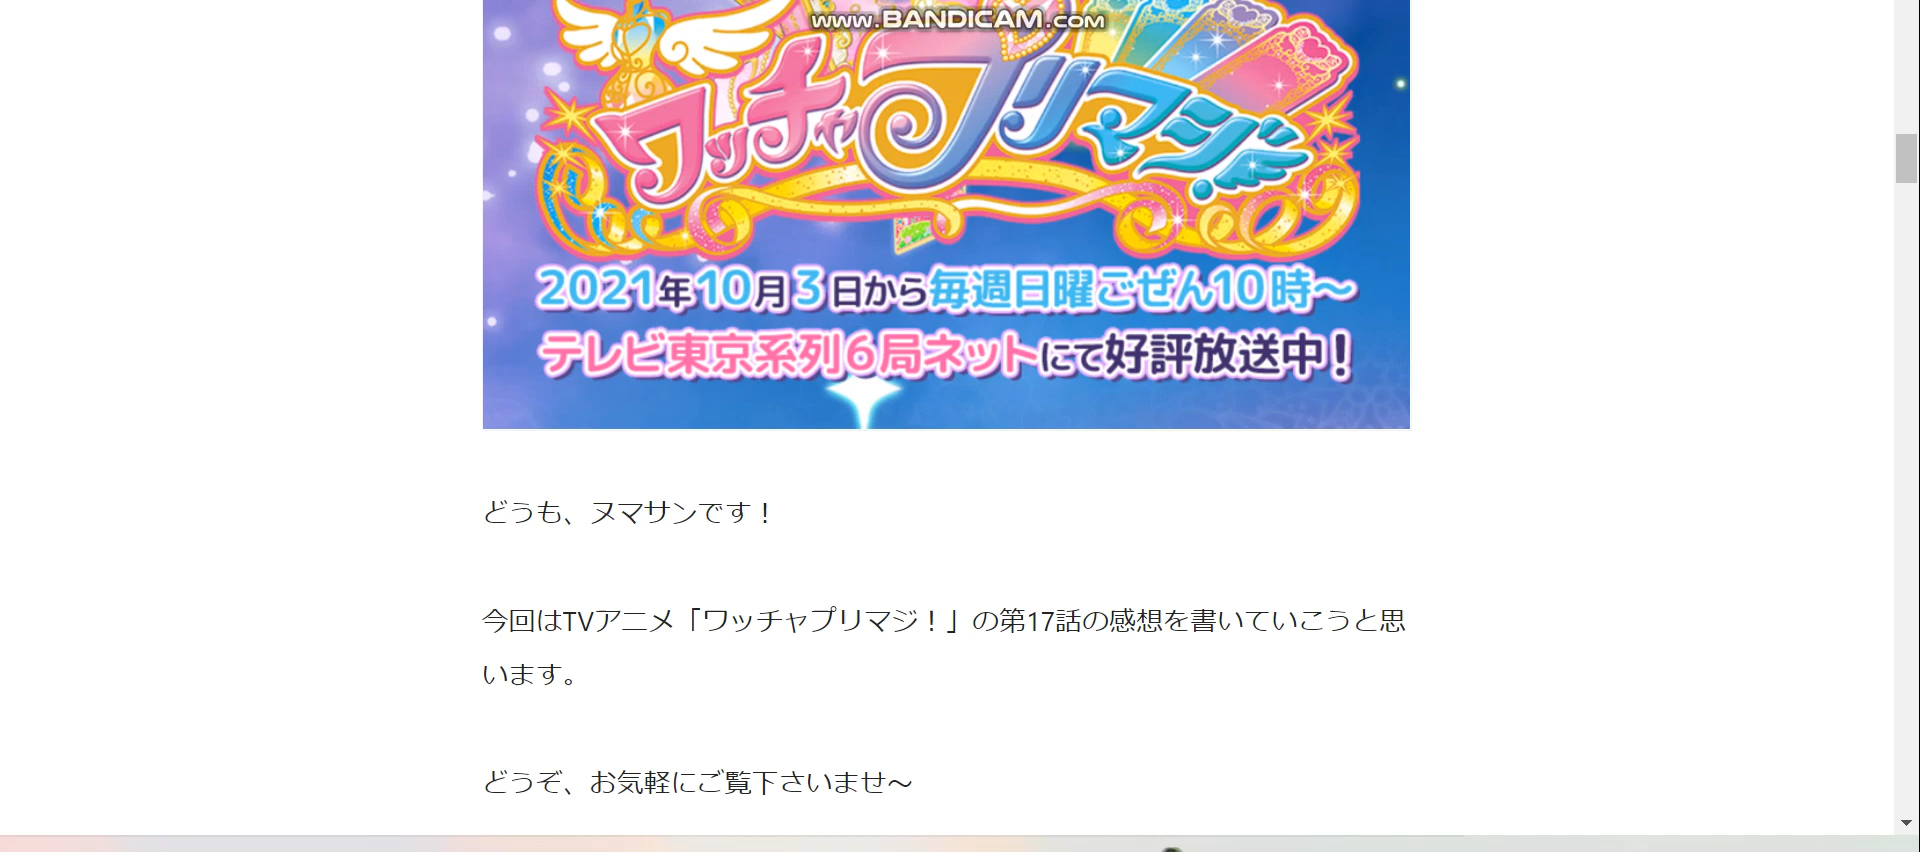 www.BANDICAM.com
ワッチャプリマジ
2021年10月3日から毎週日曜ごぜん10時～
テレビ東京系列6局ネットにて好評放送中！
どうも、ヌマサンです！
今回はTVアニメ「ワッチャプリマジ！」の第17話の感想を書いていこうと思
います。
どうぞ、お気軽にご覧下さいませ～